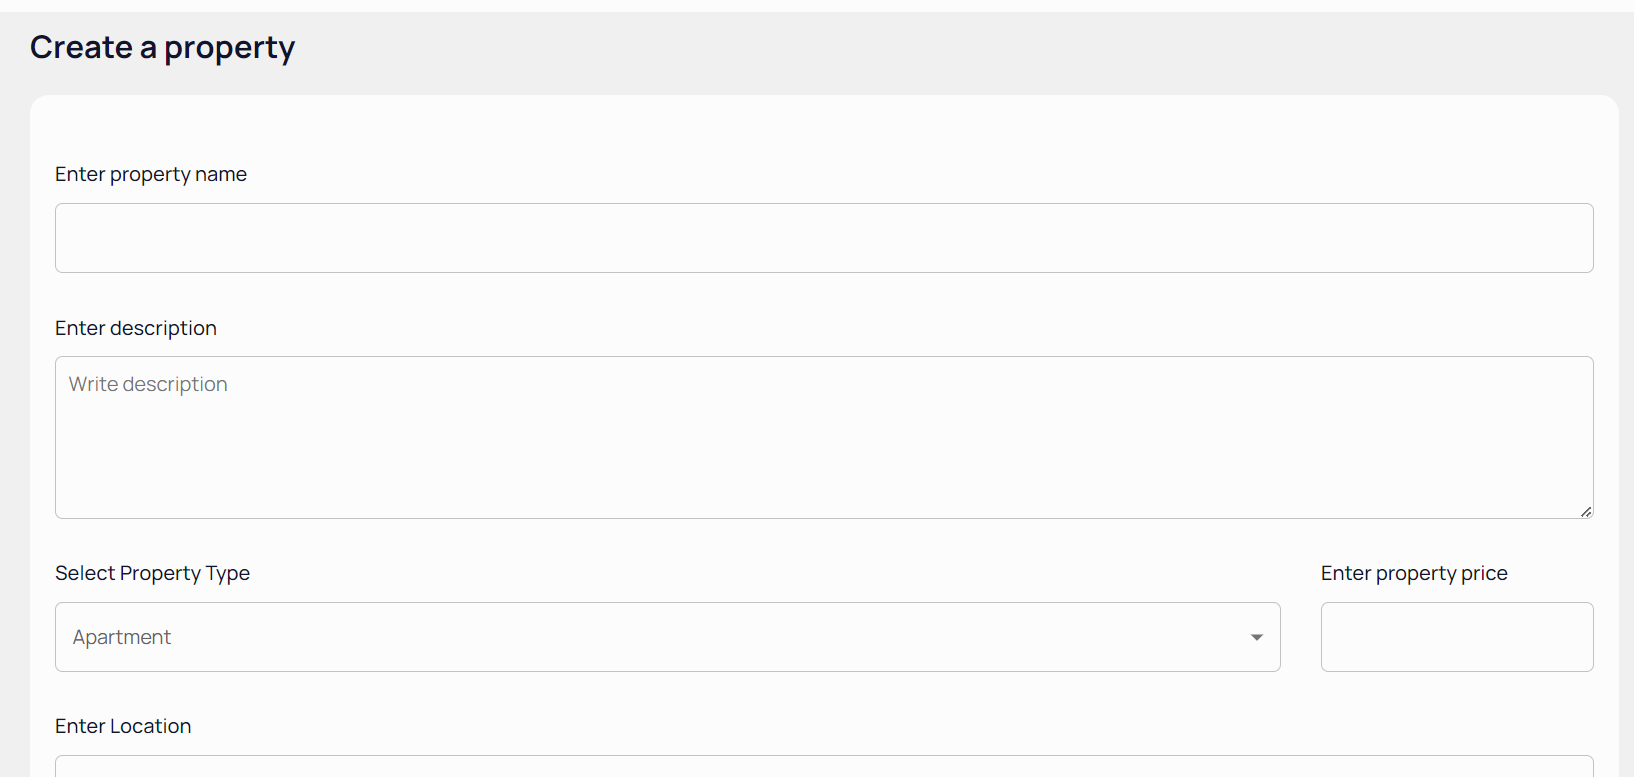 Create a property
Enter property name
Enter description
Write description
Select Property Type
Enter property price
Apartment
Enter Location